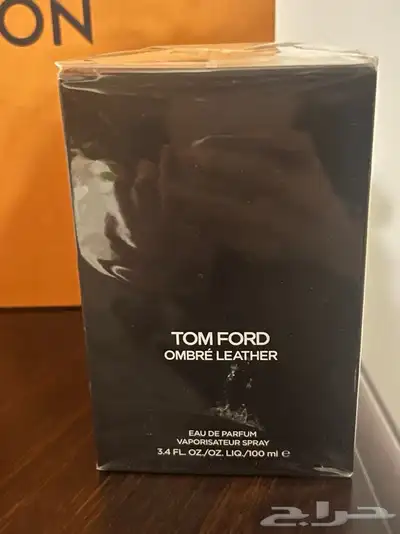 ON
TOM FORD
OMBRÉ LEATHER
EAU DE PARFUM
VAPORISATEUR SPRAY
3.4 FL. OZ./OZ. LIQ./100 ml ℮
حراج